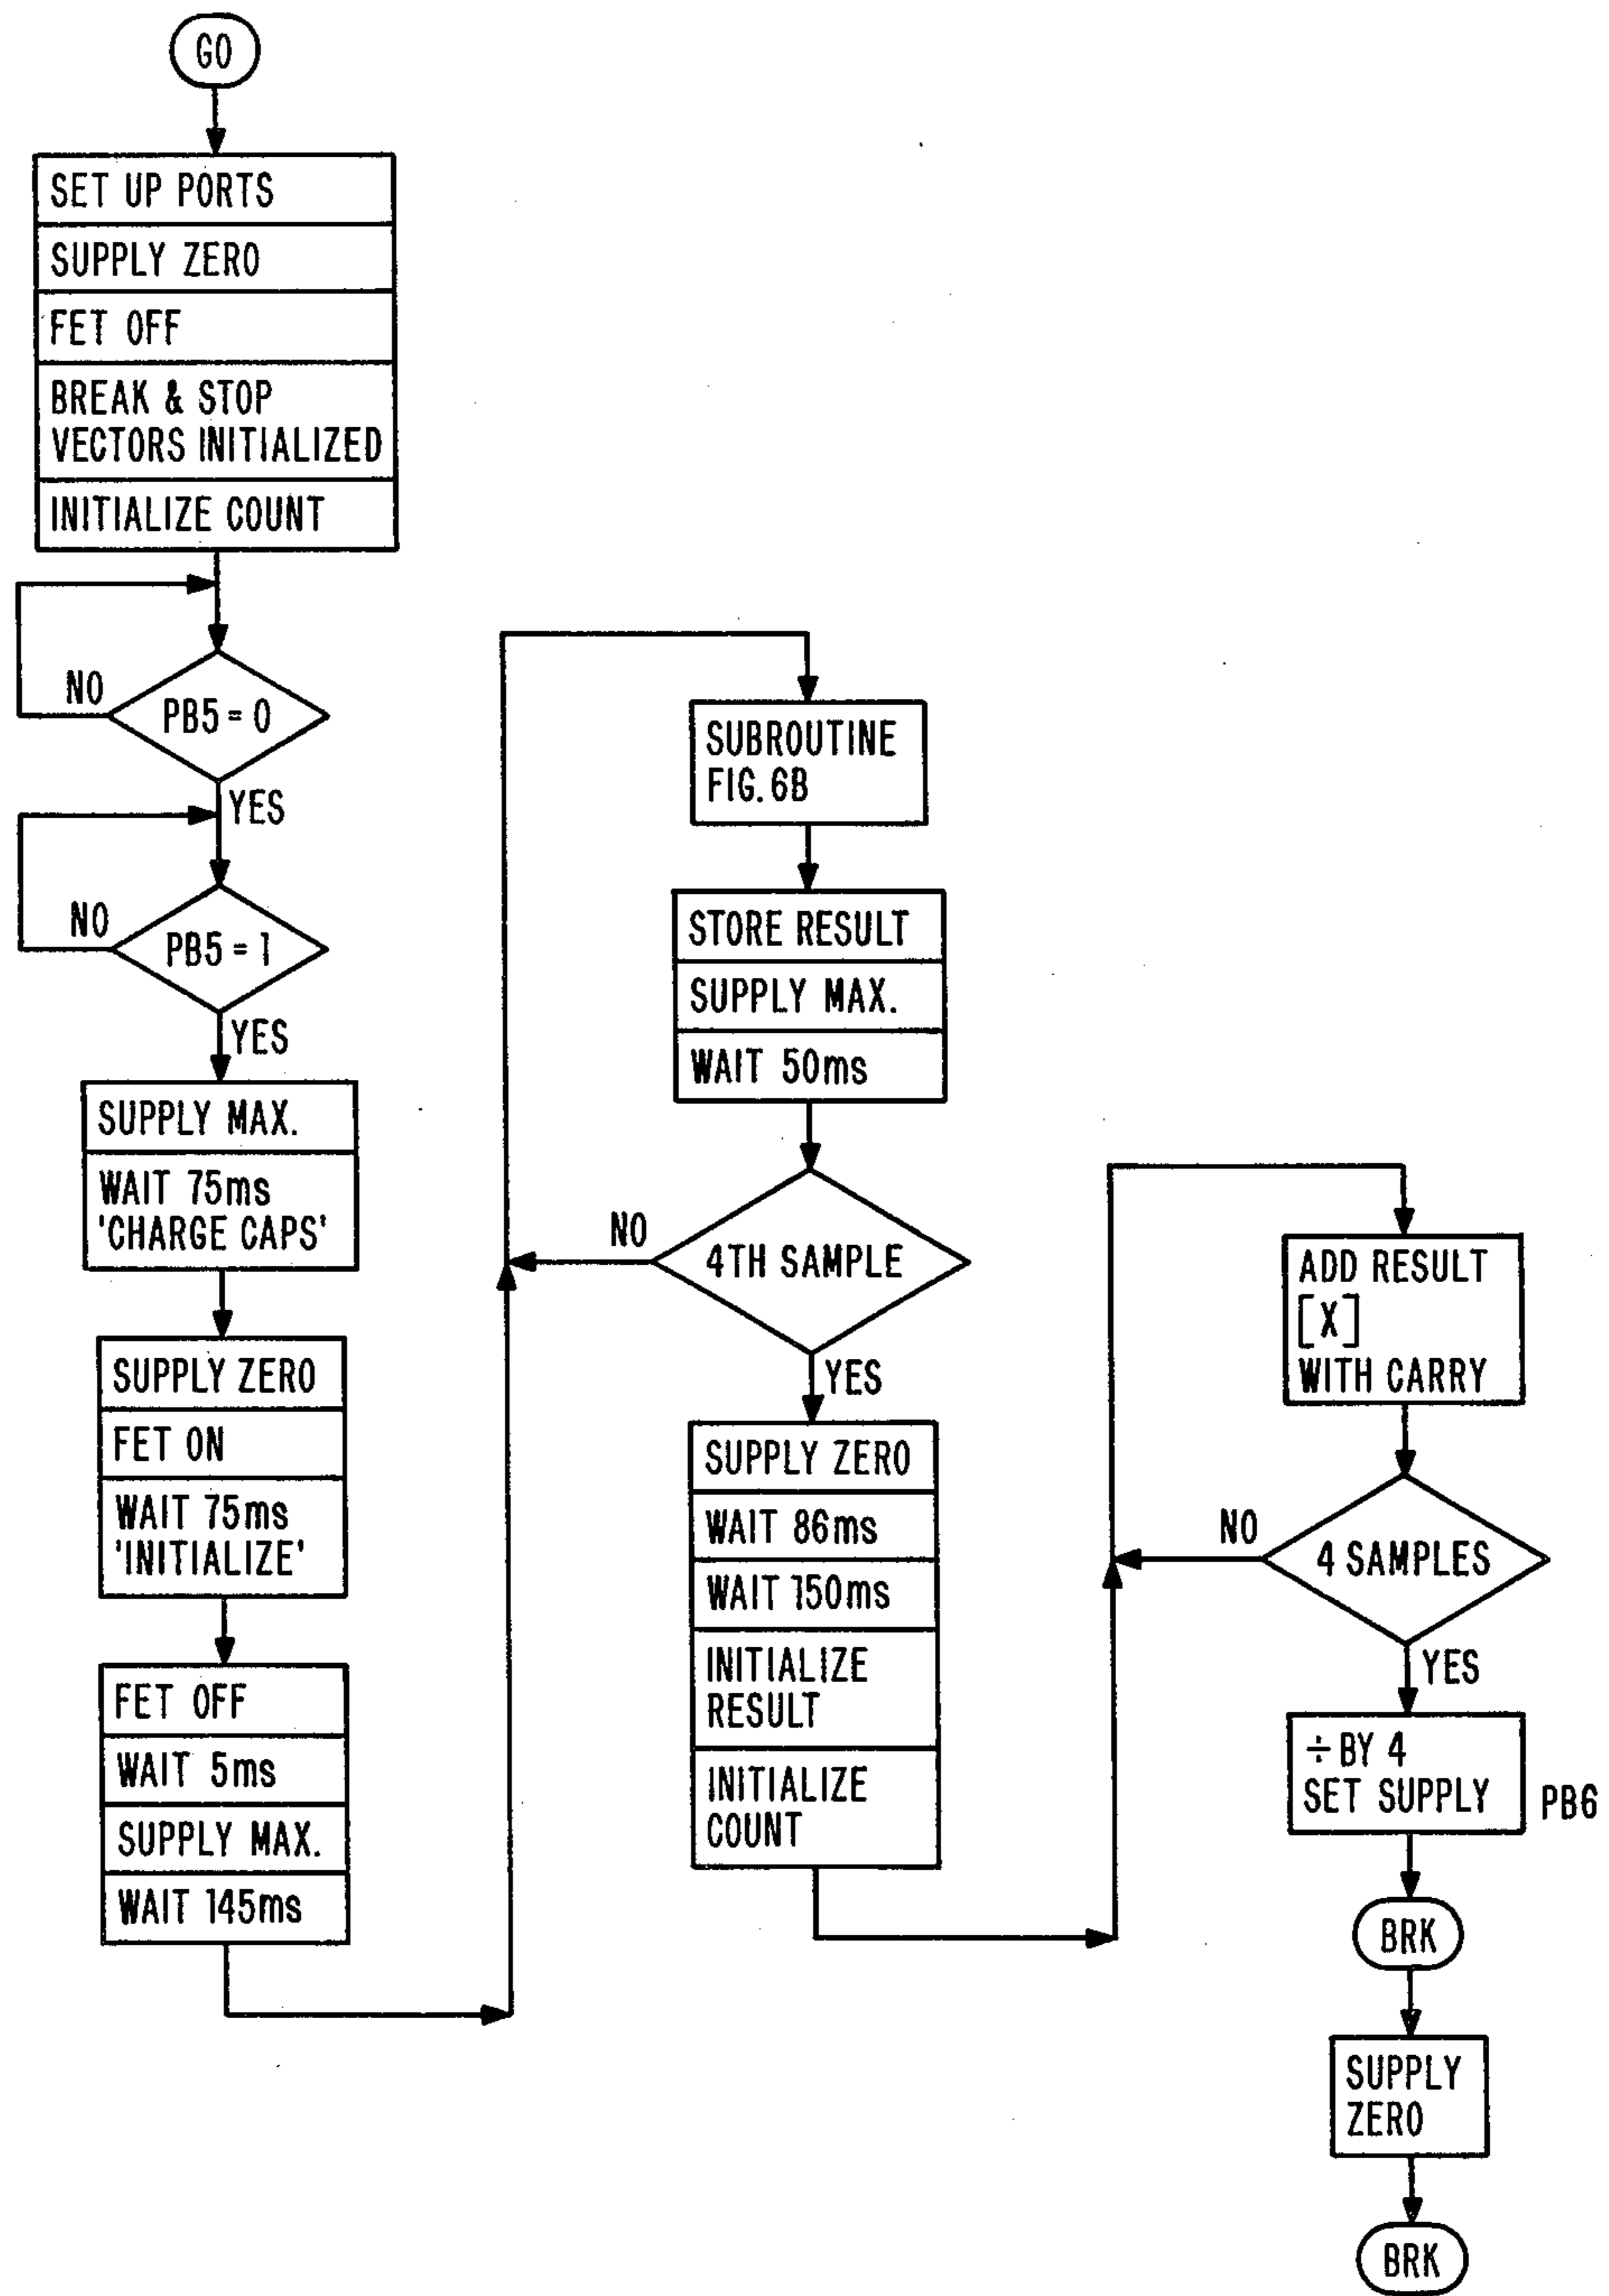 GO
SET UP PORTS
SUPPLY ZERO
FET OFF
BREAK & STOP
VECTORS INITIALIZED
INITIALIZE COUNT
NO
PB5 = 0
YES
NO
PB5 = 1
YES
SUPPLY MAX.
WAIT 75ms
'CHARGE CAPS'
SUPPLY ZERO
FET ON
WAIT 75ms
'INITIALIZE'
FET OFF
WAIT 5ms
SUPPLY MAX.
WAIT 145ms
SUBROUTINE
FIG. 6B
STORE RESULT
SUPPLY MAX.
WAIT 50ms
NO
4TH SAMPLE
YES
SUPPLY ZERO
WAIT 86ms
WAIT 150ms
INITIALIZE
RESULT
INITIALIZE
COUNT
ADD RESULT
[X]
WITH CARRY
NO
4 SAMPLES
YES
÷ BY 4
SET SUPPLY
PB6
BRK
SUPPLY
ZERO
BRK